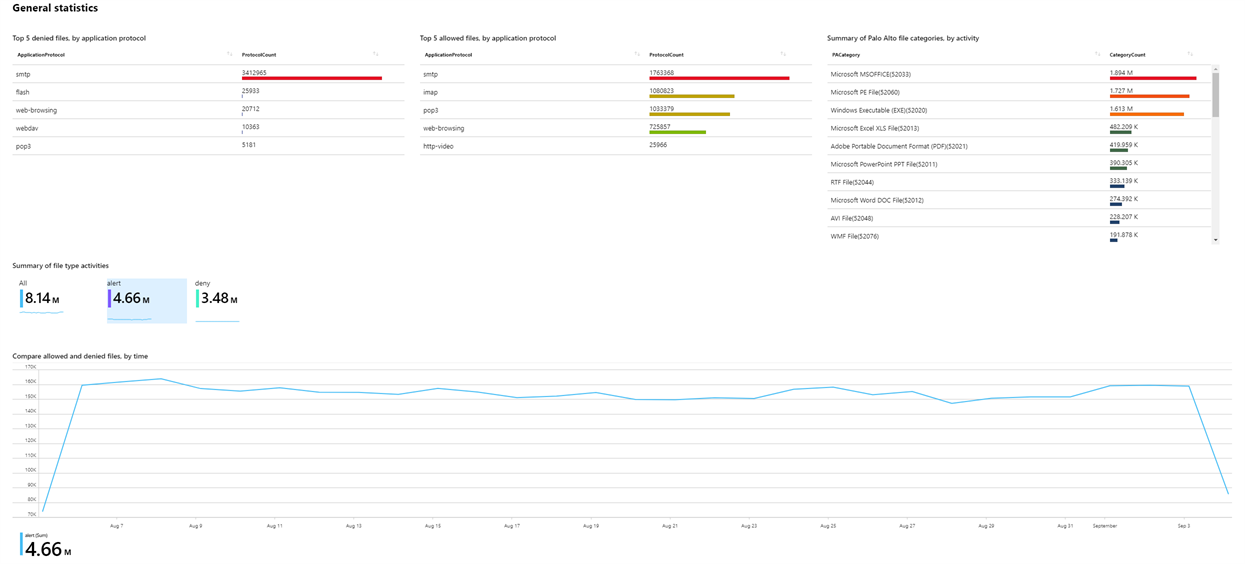 General statistics
Top 5 denied files, by application protocol
ApplicationProtocol ProtocolCount
smtp 3412965
flash 25933
web-browsing 20712
webdav 10363
pop3 5181
Top 5 allowed files, by application protocol
ApplicationProtocol ProtocolCount
smtp 1763368
imap 1080823
pop3 1033379
web-browsing 725857
http-video 25966
Summary of Palo Alto file categories, by activity
PACategory CategoryCount
Microsoft MSOFFICE(52033) 1.894 M
Microsoft PE File(52060) 1.727 M
Windows Executable (EXE)(52020) 1.613 M
Microsoft Excel XLS File(52013) 482.209 K
Adobe Portable Document Format (PDF)(52021) 419.959 K
Microsoft PowerPoint PPT File(52011) 390.305 K
RTF File(52044) 333.139 K
Microsoft Word DOC File(52012) 274.392 K
AVI File(52048) 228.207 K
WMF File(52076) 191.878 K
Summary of file type activities
All alert deny
8.14 M 4.66 M 3.48 M
Compare allowed and denied files, by time
170K
160K
150K
140K
130K
120K
110K
100K
90K
80K
70K
Aug 7 Aug 9 Aug 11 Aug 13 Aug 15 Aug 17 Aug 19 Aug 21 Aug 23 Aug 25 Aug 27 Aug 29 Aug 31 September Sep 3
alert (Sum)
4.66 M